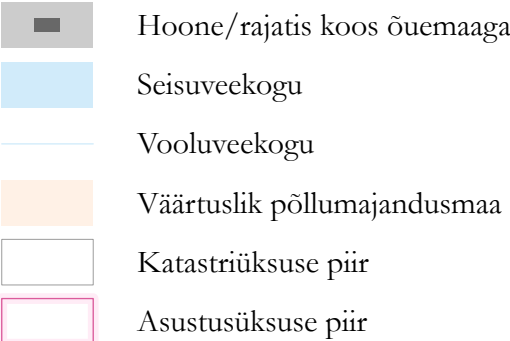 Hoone/rajatis koos õuemaaga
Seisuveekogu
Vooluveekogu
Väärtuslik põllumajandusmaa
Katastriüksuse piir
Asustusüksuse piir